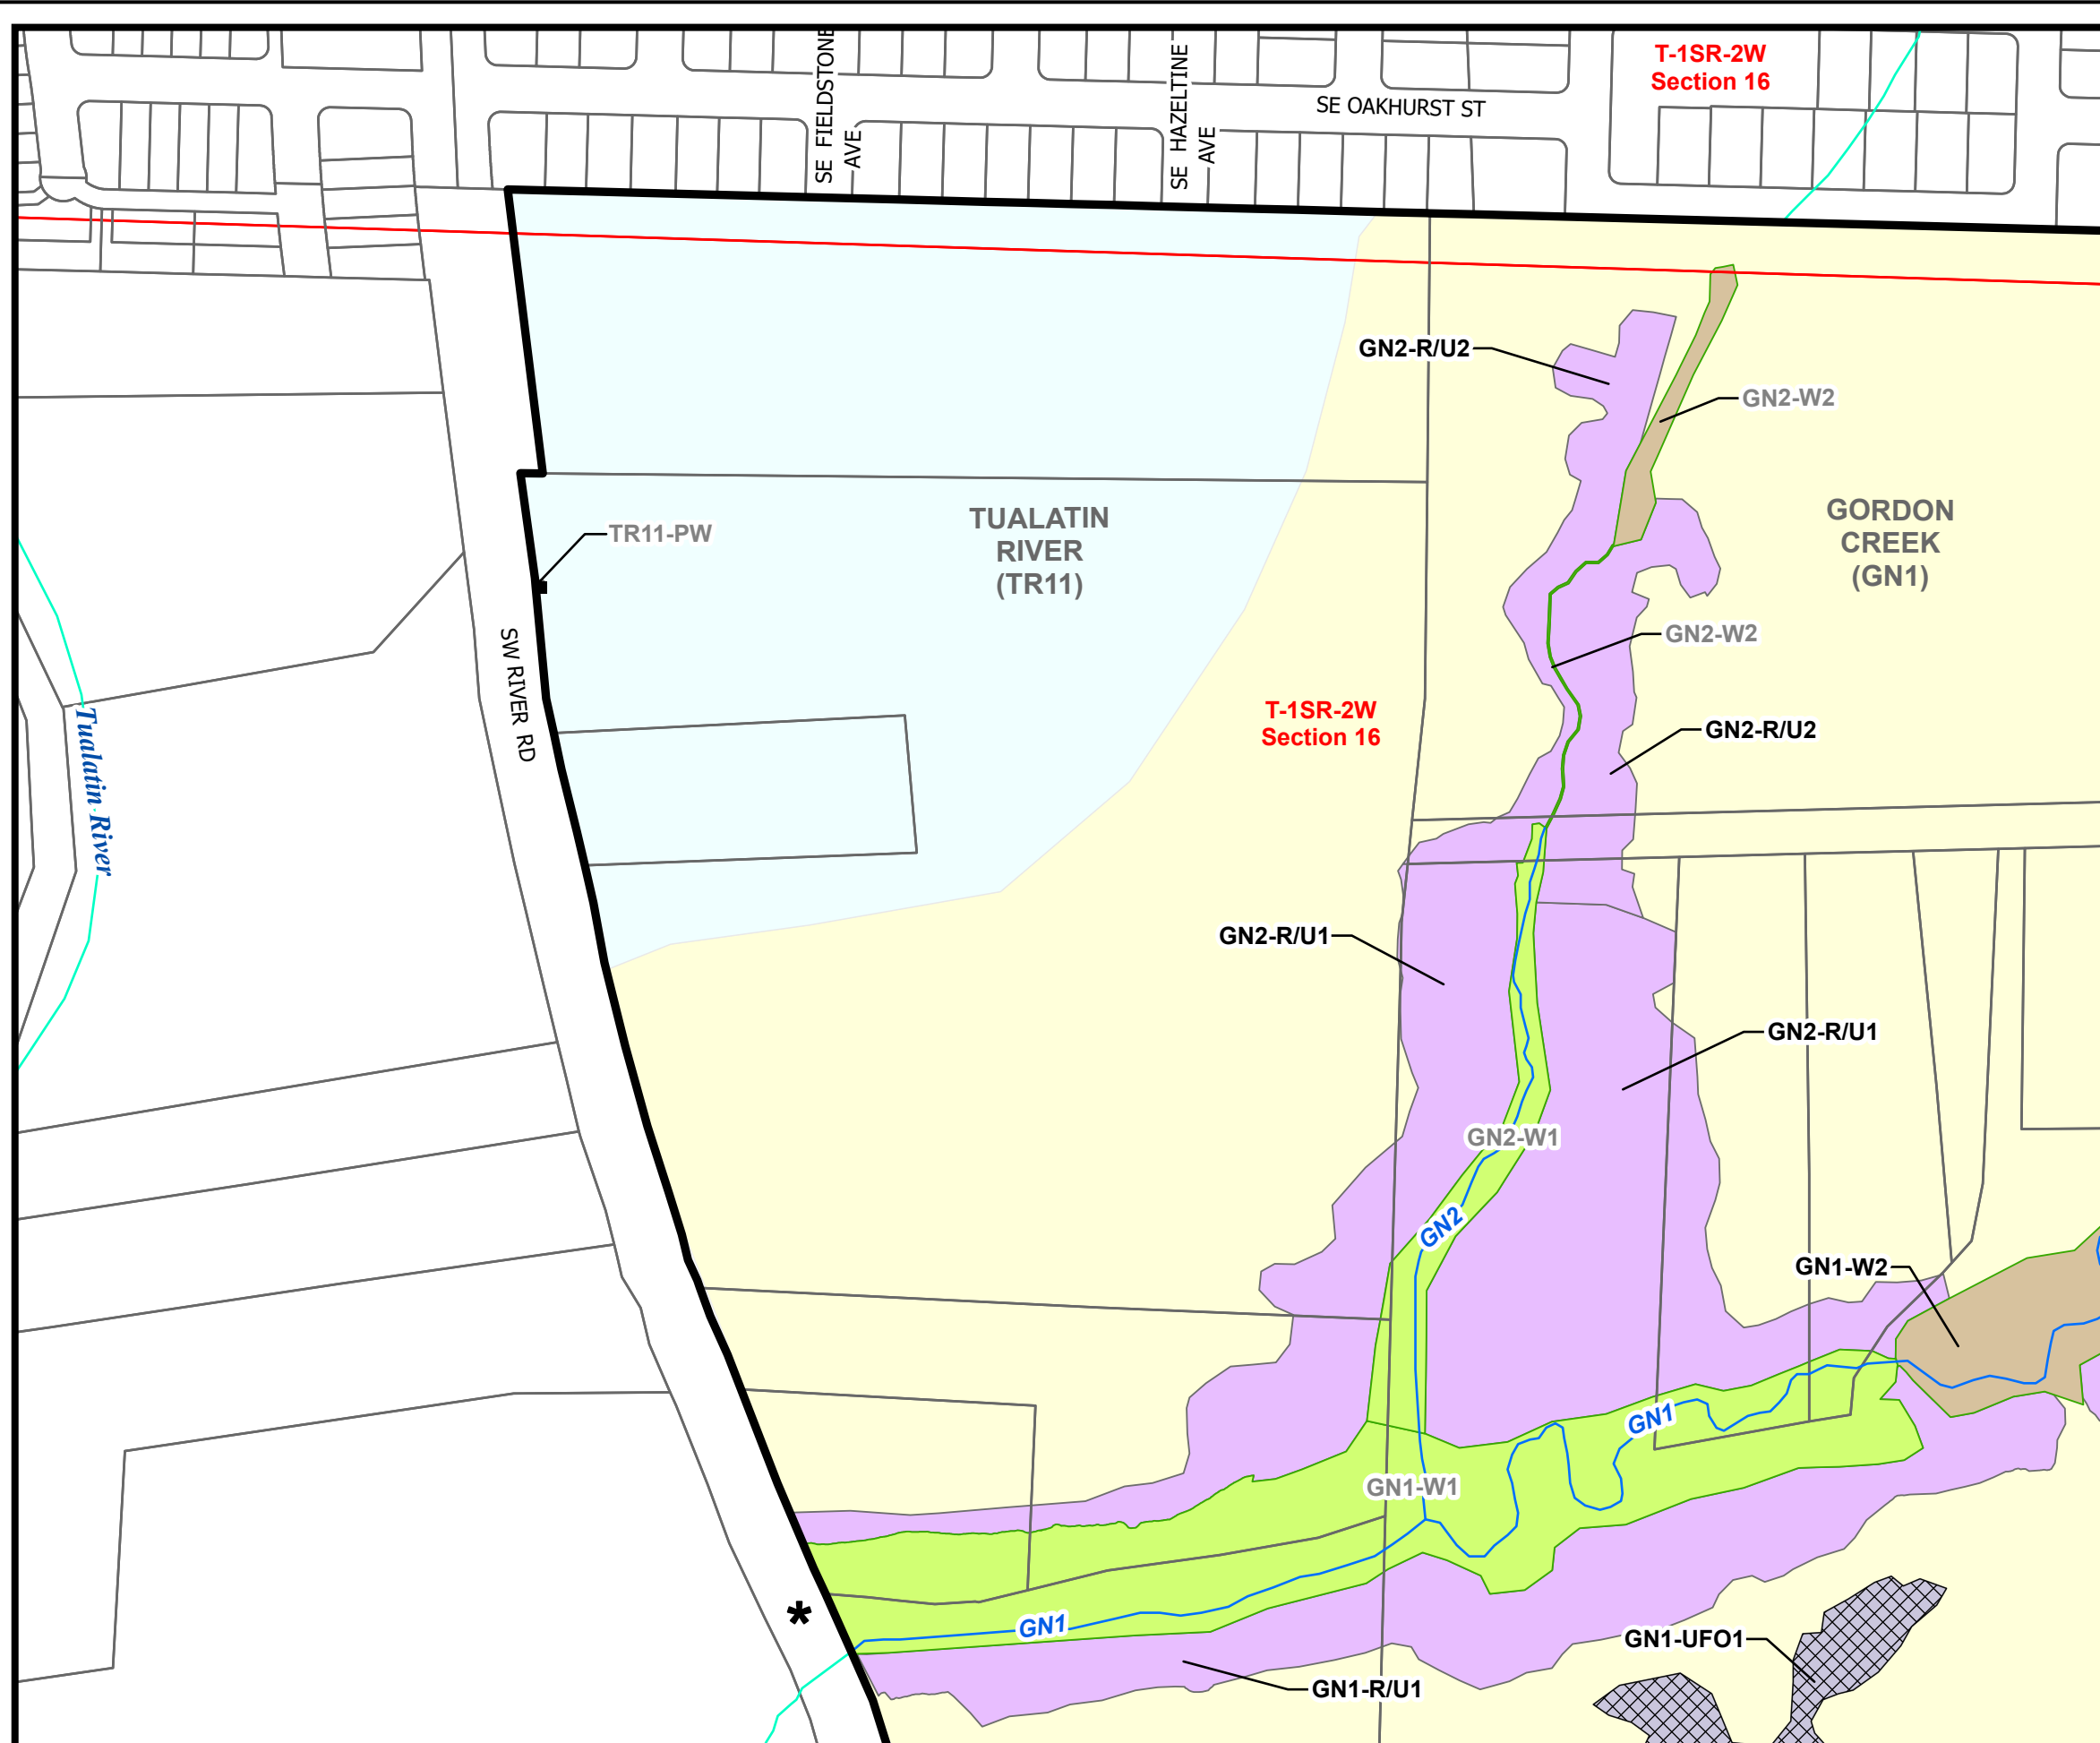 T-1SR-2W
Section 16
SE OAKHURST ST
SE FIELDSTONE
AVE
SE HAZELTINE
AVE
GN2-R/U2
GN2-W2
TUALATIN
RIVER
(TR11)
GORDON
CREEK
(GN1)
TR11-PW
SW RIVER RD
GN2-W2
T-1SR-2W
Section 16
GN2-R/U2
Tualatin River
GN2-R/U1
GN2-R/U1
GN2-W1
GN2
GN1-W2
GN1
GN1-W1
*
GN1
GN1-UFO1
GN1-R/U1